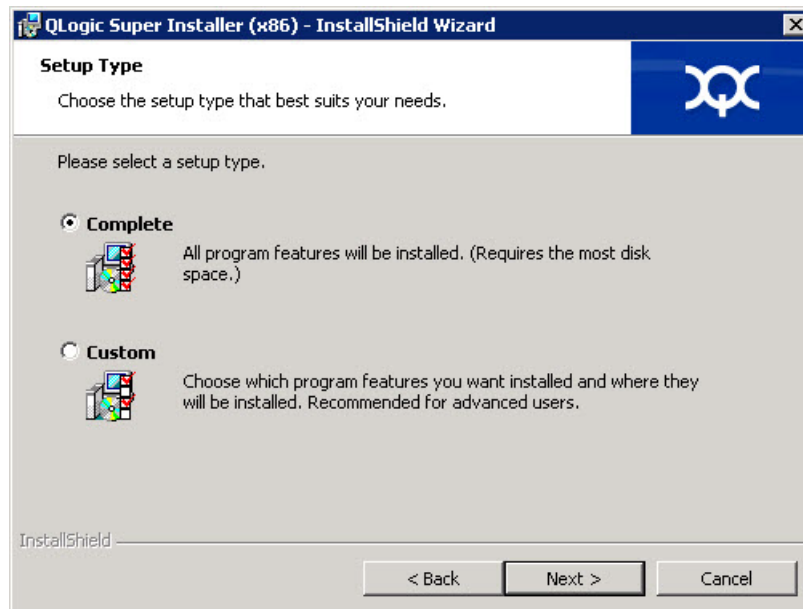 QLogic Super Installer (x86) - InstallShield Wizard
Setup Type
Choose the setup type that best suits your needs.
Please select a setup type.
Complete
All program features will be installed. (Requires the most disk
space.)
Custom
Choose which program features you want installed and where they
will be installed. Recommended for advanced users.
InstallShield
< Back
Next >
Cancel